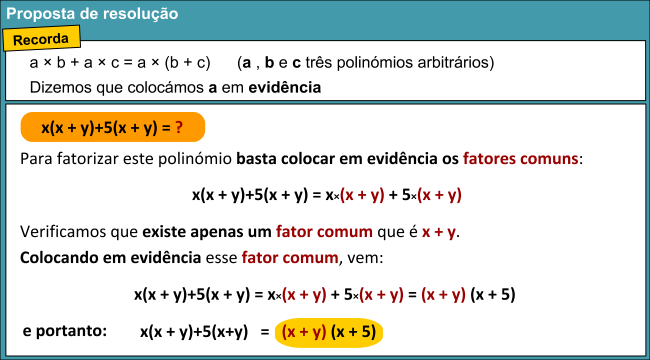 Proposta de resolução
Recorda
a × b + a × c = a × (b + c) (a , b e c três polinómios arbitrários)
Dizemos que colocámos a em evidência
x(x + y)+5(x + y) = ?
Para fatorizar este polinómio basta colocar em evidência os fatores comuns:
x(x + y)+5(x + y) = x×(x + y) + 5×(x + y)
Verificamos que existe apenas um fator comum que é x + y.
Colocando em evidência esse fator comum, vem:
x(x + y)+5(x + y) = x×(x + y) + 5×(x + y) = (x + y) (x + 5)
e portanto: x(x + y)+5(x+y) = (x + y) (x + 5)